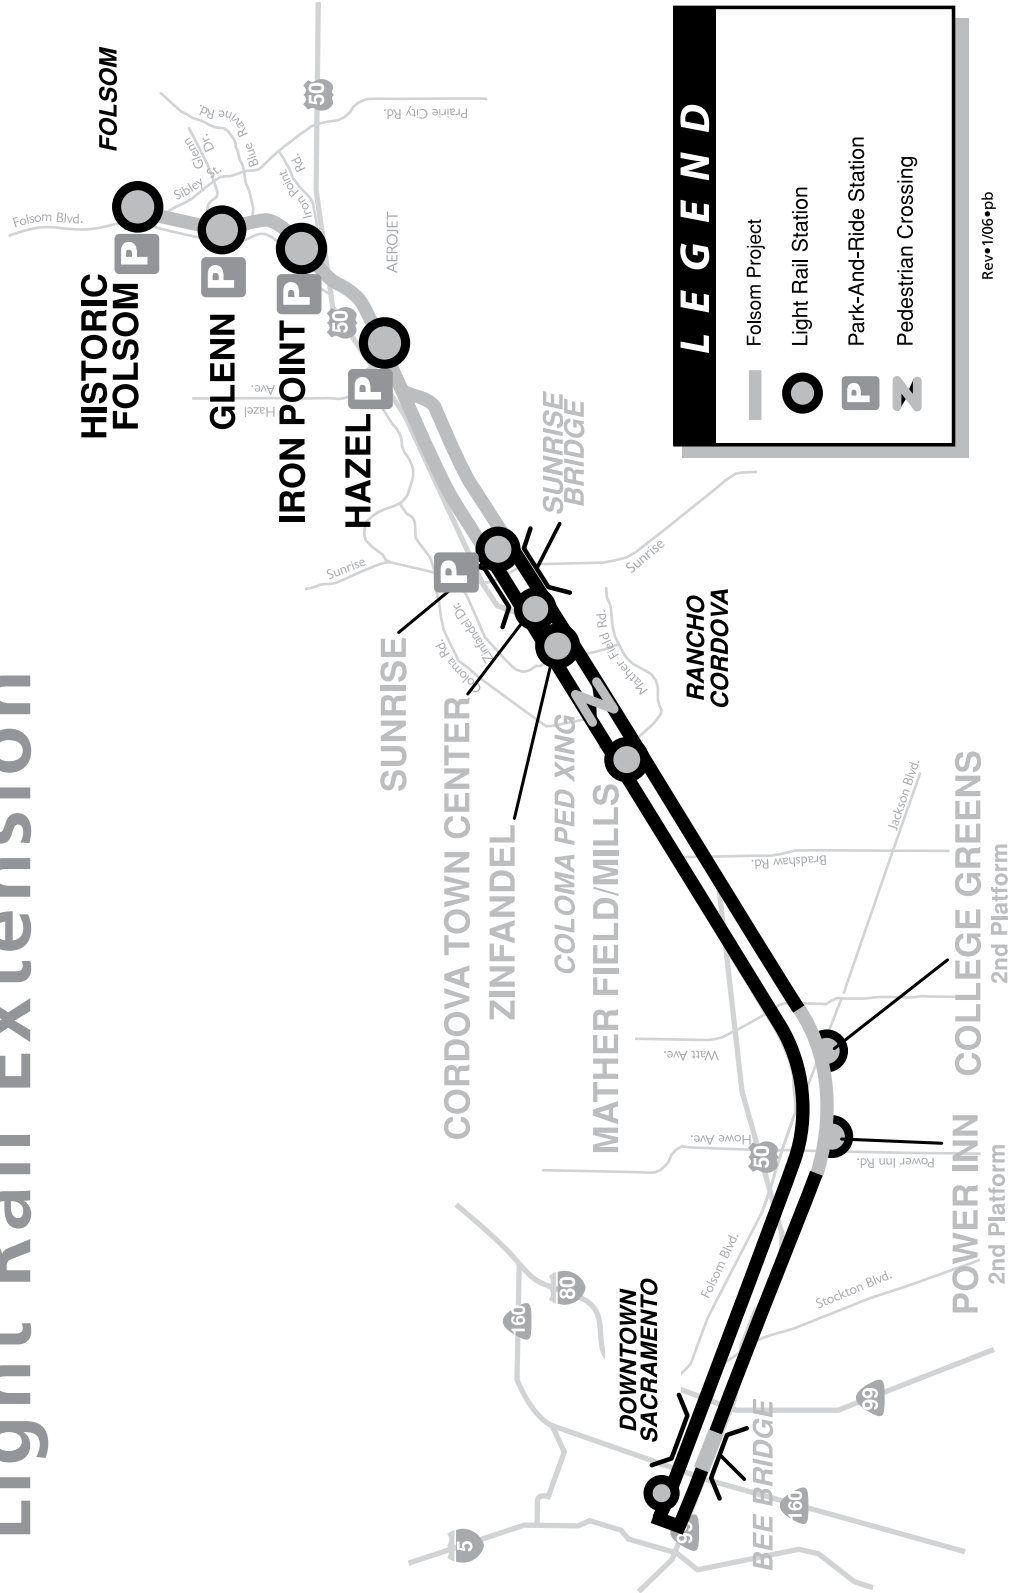 Light Rail Extension
HISTORIC
FOLSOM
GLENN
IRON POINT
HAZEL
FOLSOM
Folsom Blvd.
Sibley St.
Glenn
Dr.
Blue Ravine Rd
Iron Point
Rd.
50
Prairie City Rd.
AEROJET
P
P
P
P
50
Hazel
Ave.
SUNRISE
BRIDGE
P
Sunrise
Sunrise
SUNRISE
CORDOVA TOWN CENTER
ZINFANDEL
COLOMA PED XING
MATHER FIELD/MILLS
Coloma Rd.
Zinfandel Dr.
Mather Field Rd.
RANCHO
CORDOVA
Bradshaw Rd.
Jackson Blvd.
Watt Ave.
Howe Ave.
Power Inn Rd.
50
COLLEGE GREENS
2nd Platform
POWER INN
2nd Platform
Folsom Blvd.
Stockton Blvd.
80
160
DOWNTOWN
SACRAMENTO
99
BEE BRIDGE
160
99
5
LEGEND
Folsom Project
Light Rail Station
P
Park-And-Ride Station
Pedestrian Crossing
Rev•1/06•pb